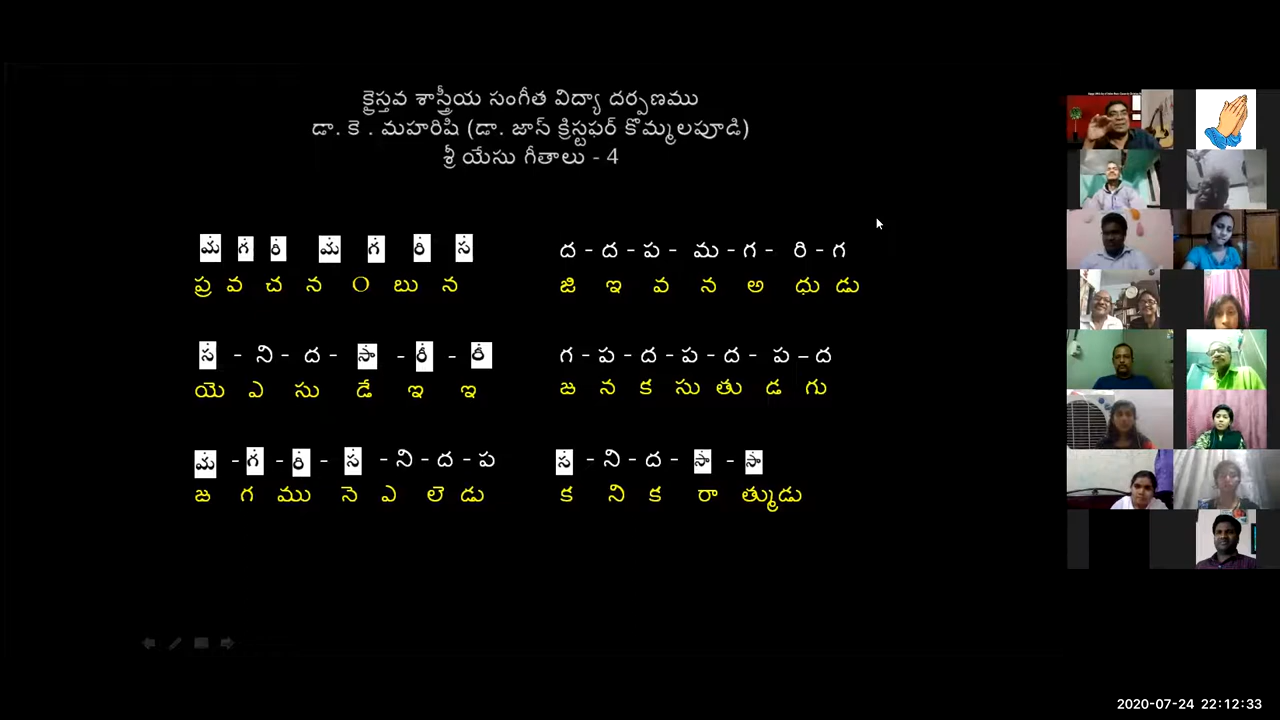 క్రైస్తవ శాస్త్రీయ సంగీత విద్యా దర్పణము
డా. కె . మహరిషి (డా. జాస్ క్రిస్టఫర్ కొమ్మలపూడి)
శ్రీ యేసు గీతాలు - 4
మ గ రి మ గ రి స ద - ద - ప - మ - గ - రి - గ
ప్ర వ చ న ం బు న జి ఇ వ న అ ధు డు
స - ని - ద - సా - రీ - రీ గ - ప - ద - ప - ద - ప – ద
యె ఎ సు డే ఇ ఇ జ న క సు తు డ గు
మ - గ - రి - స - ని - ద - ప స - ని - ద - సా - సా
జ గ ము నె ఎ లె డు క ని క రా త్ముడు
2020-07-24 22:12:33